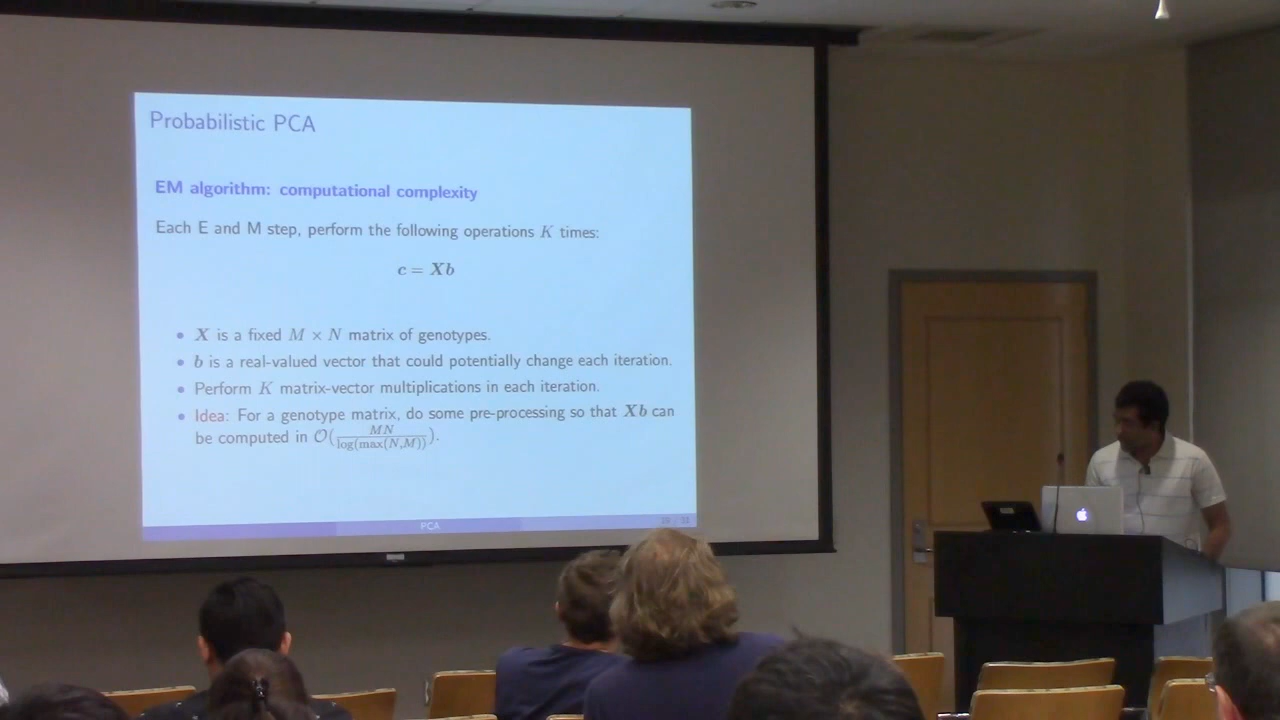 Probabilistic PCA
EM algorithm: computational complexity
Each E and M step, perform the following operations K times:
c = Xb
• X is a fixed M × N matrix of genotypes.
• b is a real-valued vector that could potentially change each iteration.
• Perform K matrix-vector multiplications in each iteration.
• Idea: For a genotype matrix, do some pre-processing so that Xb can
be computed in O(MN / log(max(N,M))).
PCA